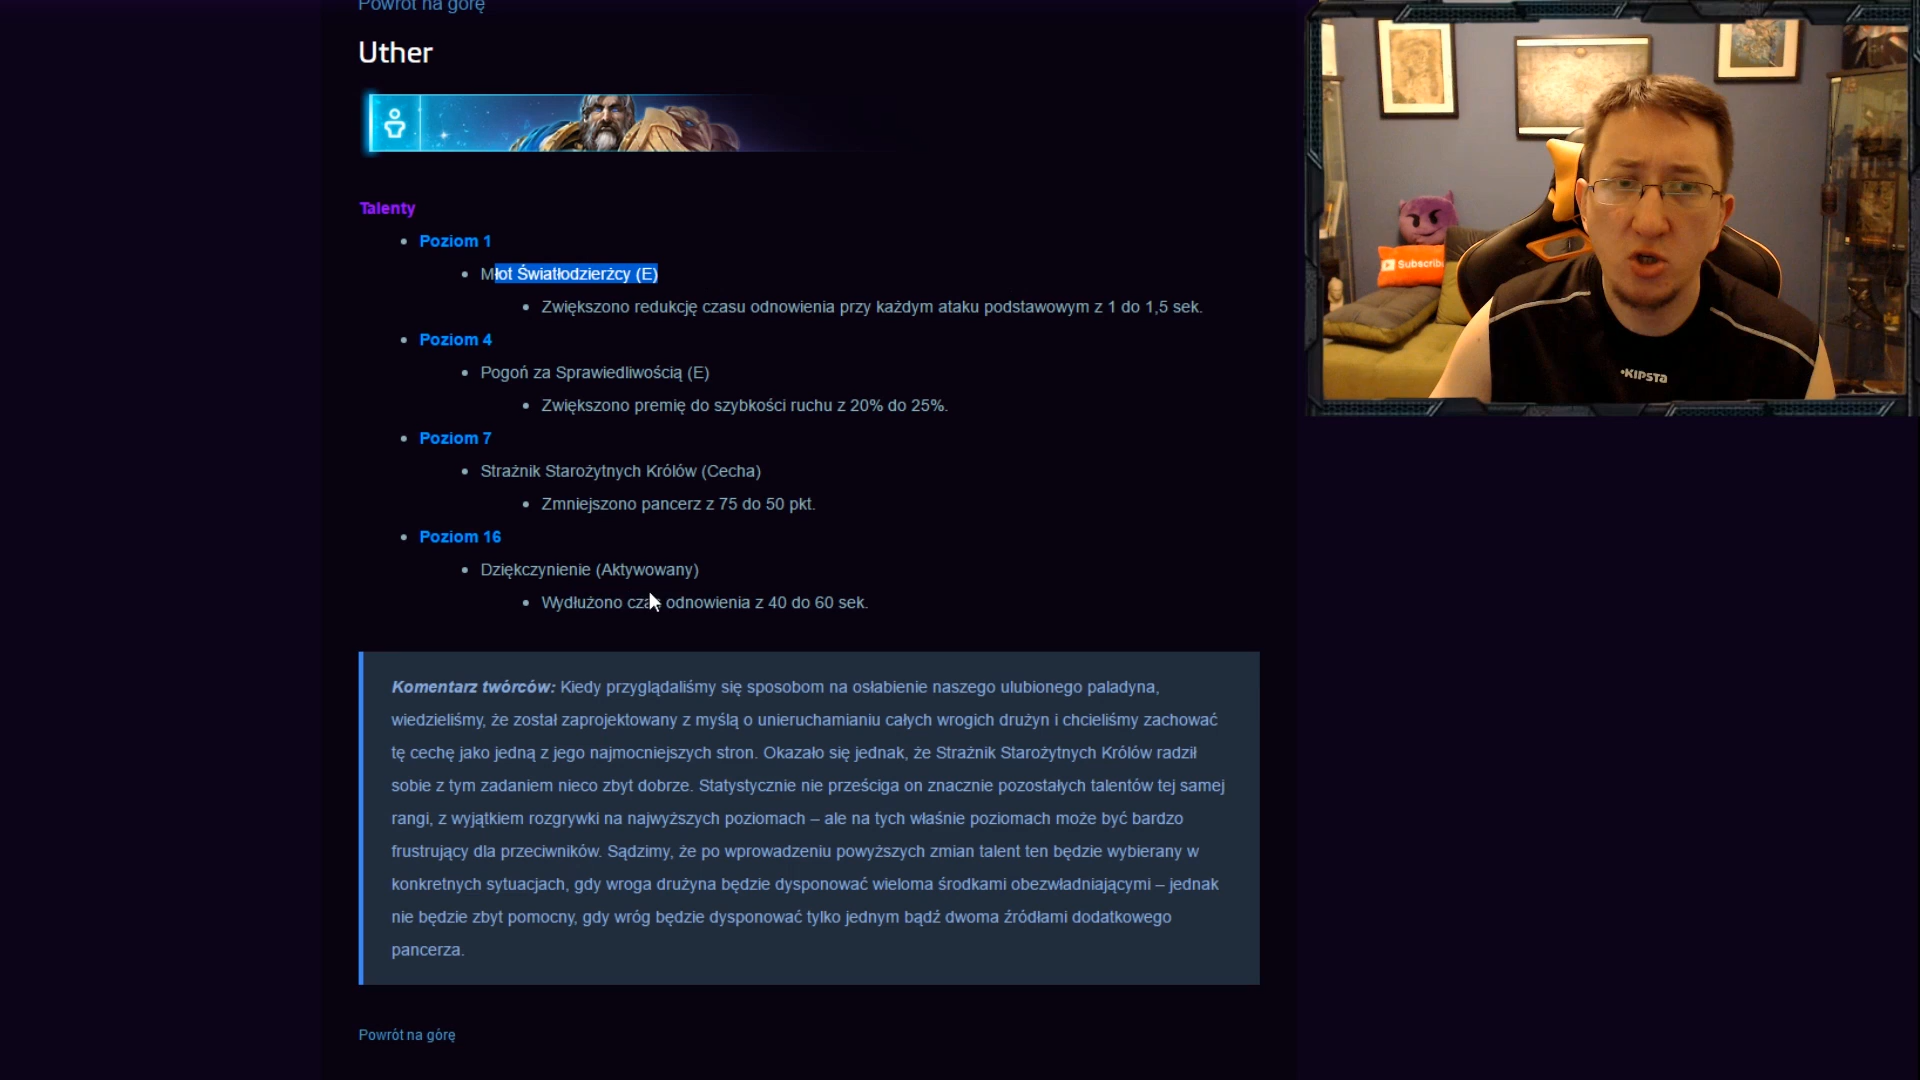 Powrót na górę
Uther
Talenty
Poziom 1
Młot Światłodzierżcy (E)
Zwiększono redukcję czasu odnowienia przy każdym ataku podstawowym z 1 do 1,5 sek.
Poziom 4
Pogoń za Sprawiedliwością (E)
Zwiększono premię do szybkości ruchu z 20% do 25%.
Poziom 7
Strażnik Starożytnych Królów (Cecha)
Zmniejszono pancerz z 75 do 50 pkt.
Poziom 16
Dziękczynienie (Aktywowany)
Wydłużono czas odnowienia z 40 do 60 sek.
Komentarz twórców: Kiedy przyglądaliśmy się sposobom na osłabienie naszego ulubionego paladyna,
wiedzieliśmy, że został zaprojektowany z myślą o unieruchamianiu całych wrogich drużyn i chcieliśmy zachować
tę cechę jako jedną z jego najmocniejszych stron. Okazało się jednak, że Strażnik Starożytnych Królów radził
sobie z tym zadaniem nieco zbyt dobrze. Statystycznie nie prześciga on znacznie pozostałych talentów tej samej
rangi, z wyjątkiem rozgrywki na najwyższych poziomach – ale na tych właśnie poziomach może być bardzo
frustrujący dla przeciwników. Sądzimy, że po wprowadzeniu powyższych zmian talent ten będzie wybierany w
konkretnych sytuacjach, gdy wroga drużyna będzie dysponować wieloma środkami obezwładniającymi – jednak
nie będzie zbyt pomocny, gdy wróg będzie dysponować tylko jednym bądź dwoma źródłami dodatkowego
pancerza.
Powrót na górę
Subscrib
KIPSTA